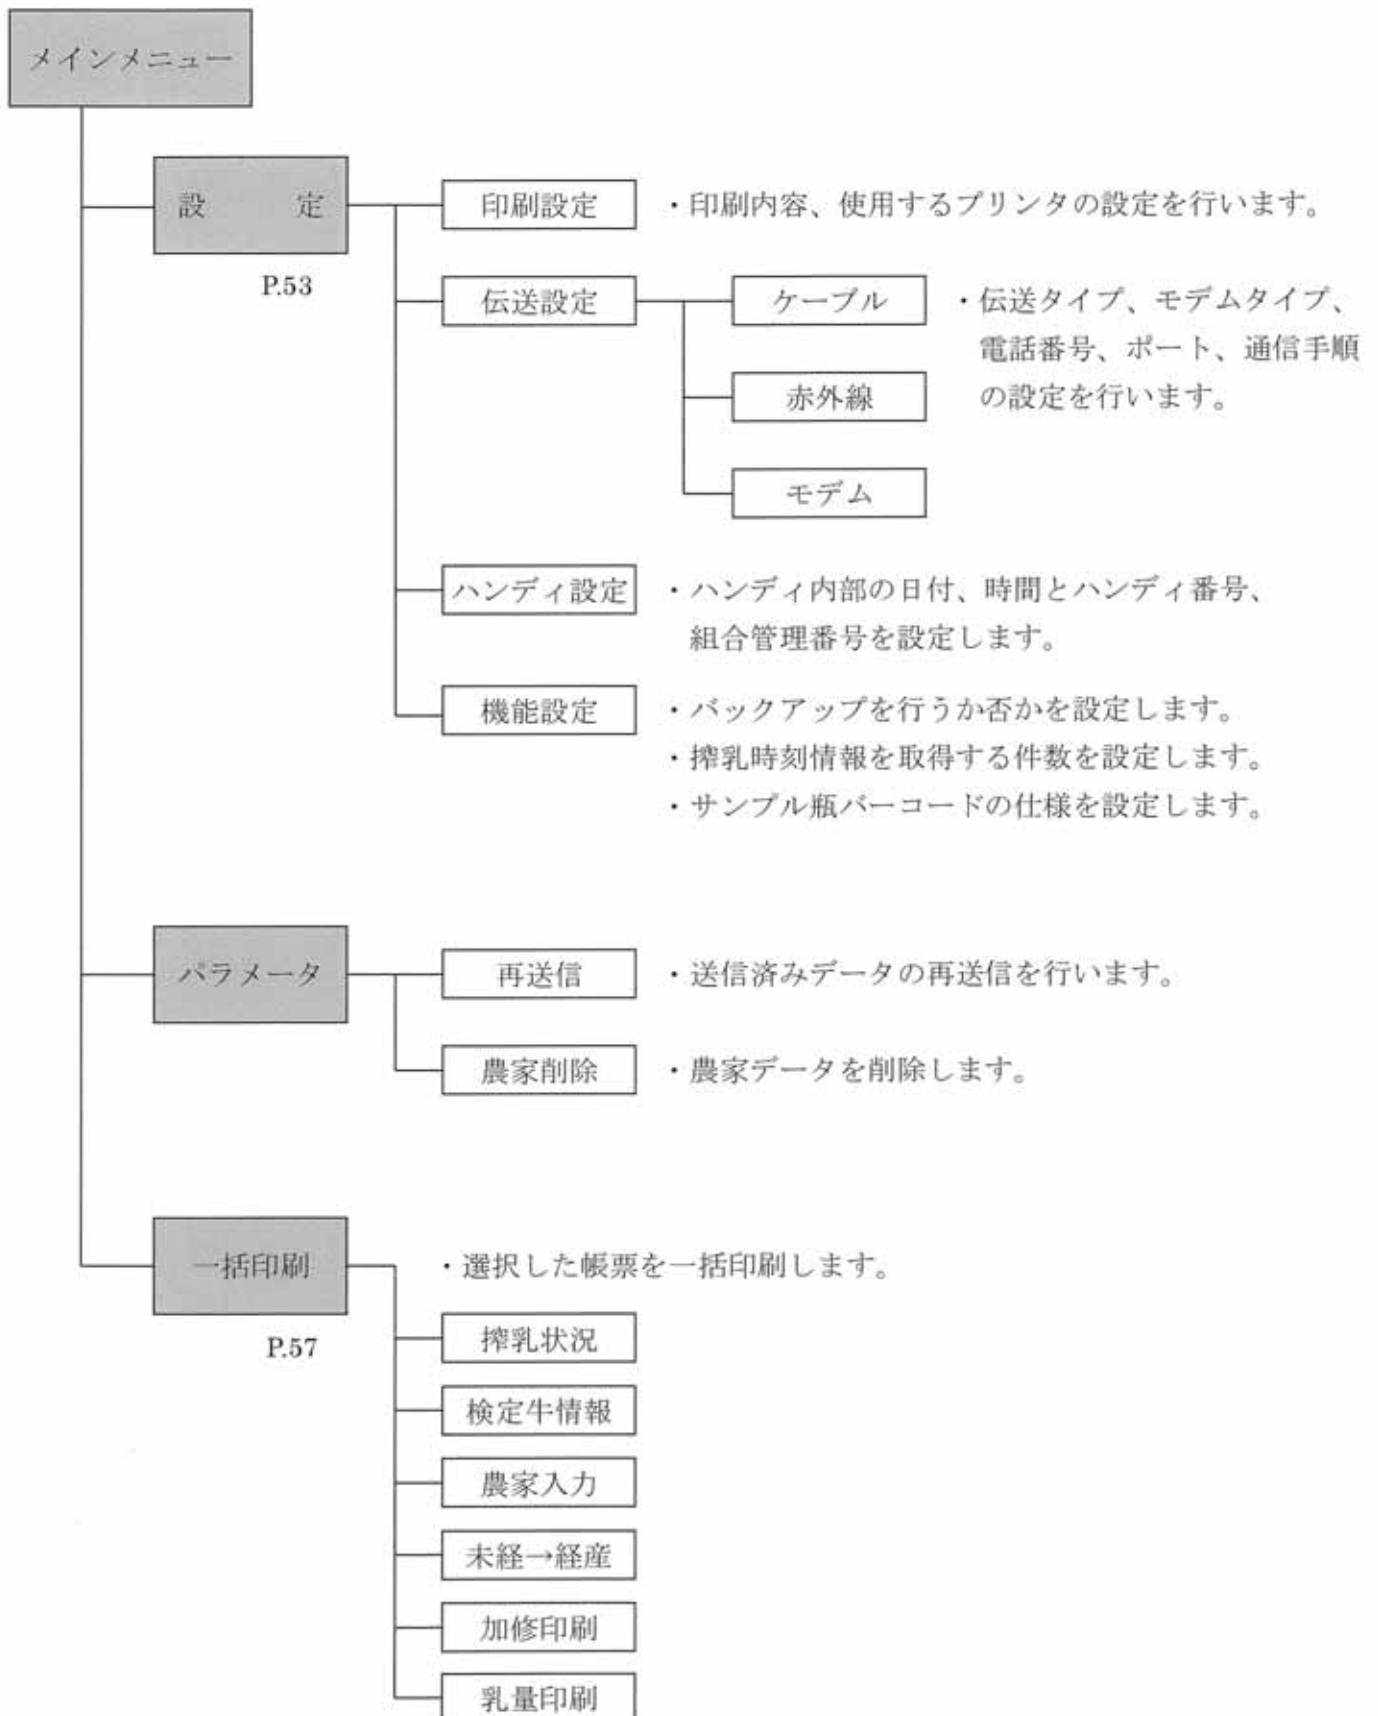 メインメニュー
設 定
P.53
印刷設定 ・印刷内容、使用するプリンタの設定を行います。
伝送設定
ケーブル ・伝送タイプ、モデムタイプ、
電話番号、ポート、通信手順
赤外線 の設定を行います。
モデム
ハンディ設定 ・ハンディ内部の日付、時間とハンディ番号、
組合管理番号を設定します。
機能設定 ・バックアップを行うか否かを設定します。
・搾乳時刻情報を取得する件数を設定します。
・サンプル瓶バーコードの仕様を設定します。
パラメータ
再送信 ・送信済みデータの再送信を行います。
農家削除 ・農家データを削除します。
一括印刷 ・選択した帳票を一括印刷します。
P.57
搾乳状況
検定牛情報
農家入力
未経→経産
加修印刷
乳量印刷